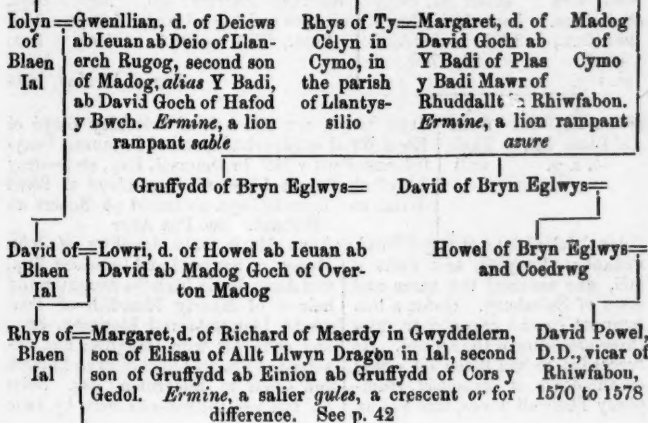 Iolyn
of
Blaen
Ial
=Gwenllian, d. of Deicws
ab Ieuan ab Deio of Llan-
erch Rugog, second son
of Madog, alias Y Badi,
ab David Goch of Hafod
y Bwch. Ermine, a lion
rampant sable
Rhys of Ty=
Celyn in
Cymo, in
the parish
of Llantys-
silio
Margaret, d. of
David Goch ab
Y Badi of Plas
y Badi Mawr of
Rhuddallt Rhiwfabon.
Ermine, a lion rampant
azure
Madog
of
Cymo
Gruffydd of Bryn Eglwys=
David of Bryn Eglwys=
David of=
Blaen
Ial
Lowri, d. of Howel ab Ieuan ab
David ab Madog Goch of Over-
ton Madog
Howel of Bryn Eglwys=
and Coedrwg
Rhys of=
Blaen
Ial
Margaret, d. of Richard of Maerdy in Gwyddelern,
son of Elisau of Allt Llwyn Dragon in Ial, second
son of Gruffydd ab Einion ab Gruffydd of Cors y
Gedol. Ermine, a salier gules, a crescent or for
difference. See p. 42
David Powel,
D.D., vicar of
Rhiwfabon,
1570 to 1578